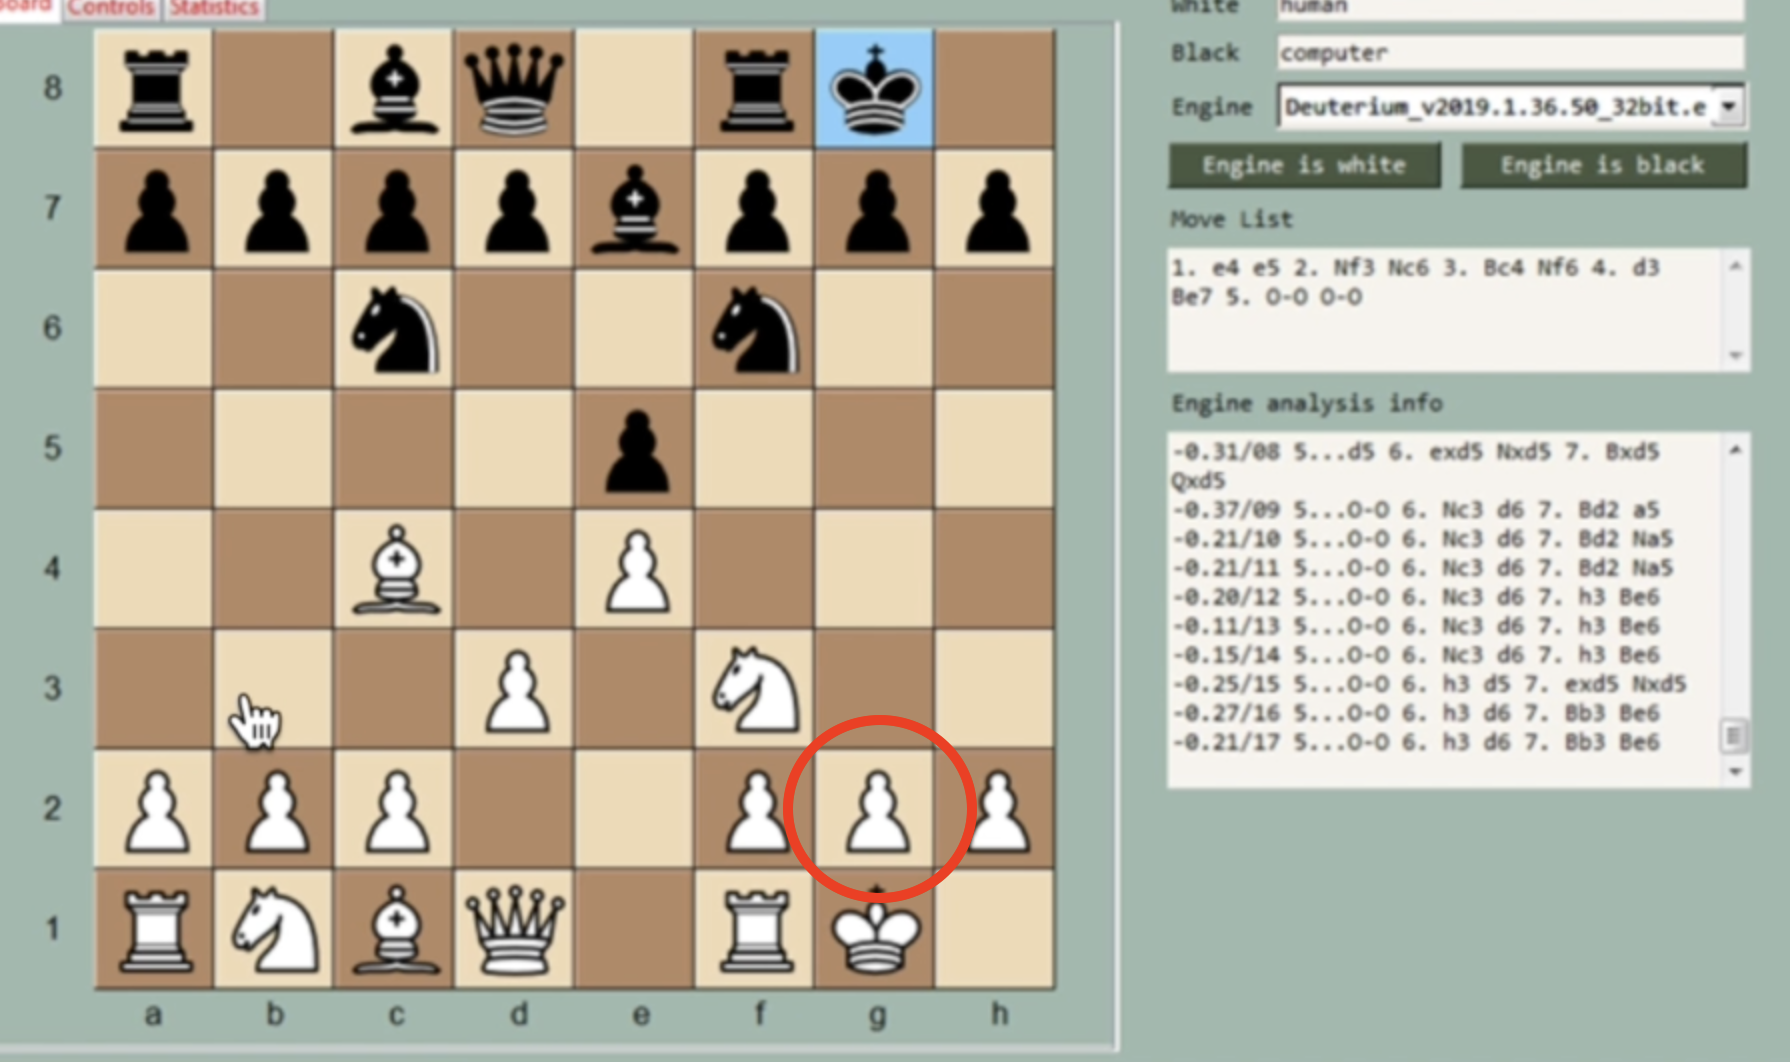 Board Controls Statistics
8
7
6
5
4
3
2
1
a b c d e f g h
White human
Black computer
Engine Deuterium_v2019.1.36.50_32bit.e
Engine is white Engine is black
Move List
1. e4 e5 2. Nf3 Nc6 3. Bc4 Nf6 4. d3
Be7 5. O-O O-O
Engine analysis info
-0.31/08 5...d5 6. exd5 Nxd5 7. Bxd5
Qxd5
-0.37/09 5...O-O 6. Nc3 d6 7. Bd2 a5
-0.21/10 5...O-O 6. Nc3 d6 7. Bd2 Na5
-0.21/11 5...O-O 6. Nc3 d6 7. Bd2 Na5
-0.20/12 5...O-O 6. Nc3 d6 7. h3 Be6
-0.11/13 5...O-O 6. Nc3 d6 7. h3 Be6
-0.15/14 5...O-O 6. Nc3 d6 7. h3 Be6
-0.25/15 5...O-O 6. h3 d5 7. exd5 Nxd5
-0.27/16 5...O-O 6. h3 d6 7. Bb3 Be6
-0.21/17 5...O-O 6. h3 d6 7. Bb3 Be6